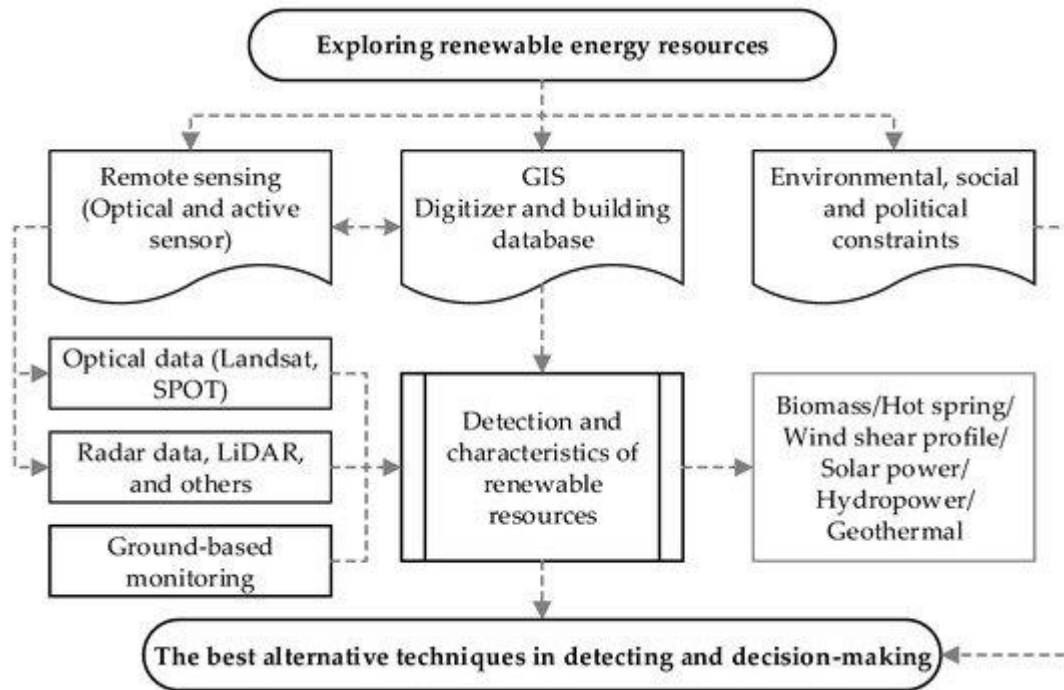 Exploring renewable energy resources
Remote sensing
(Optical and active
sensor)
GIS
Digitizer and building
database
Environmental, social
and political
constraints
Optical data (Landsat,
SPOT)
Radar data, LiDAR,
and others
Ground-based
monitoring
Detection and
characteristics of
renewable
resources
Biomass/Hot spring/
Wind shear profile/
Solar power/
Hydropower/
Geothermal
The best alternative techniques in detecting and decision-making